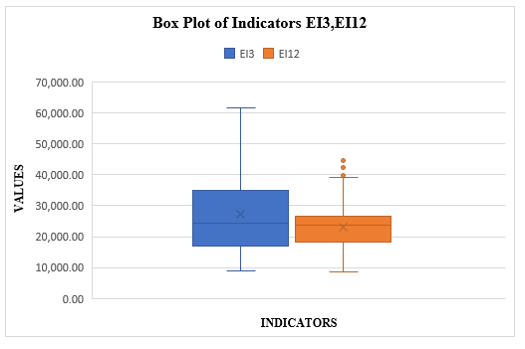 Box Plot of Indicators EI3,EI12
EI3 EI12
70,000.00
60,000.00
50,000.00
40,000.00
30,000.00
20,000.00
10,000.00
0.00
VALUES
INDICATORS